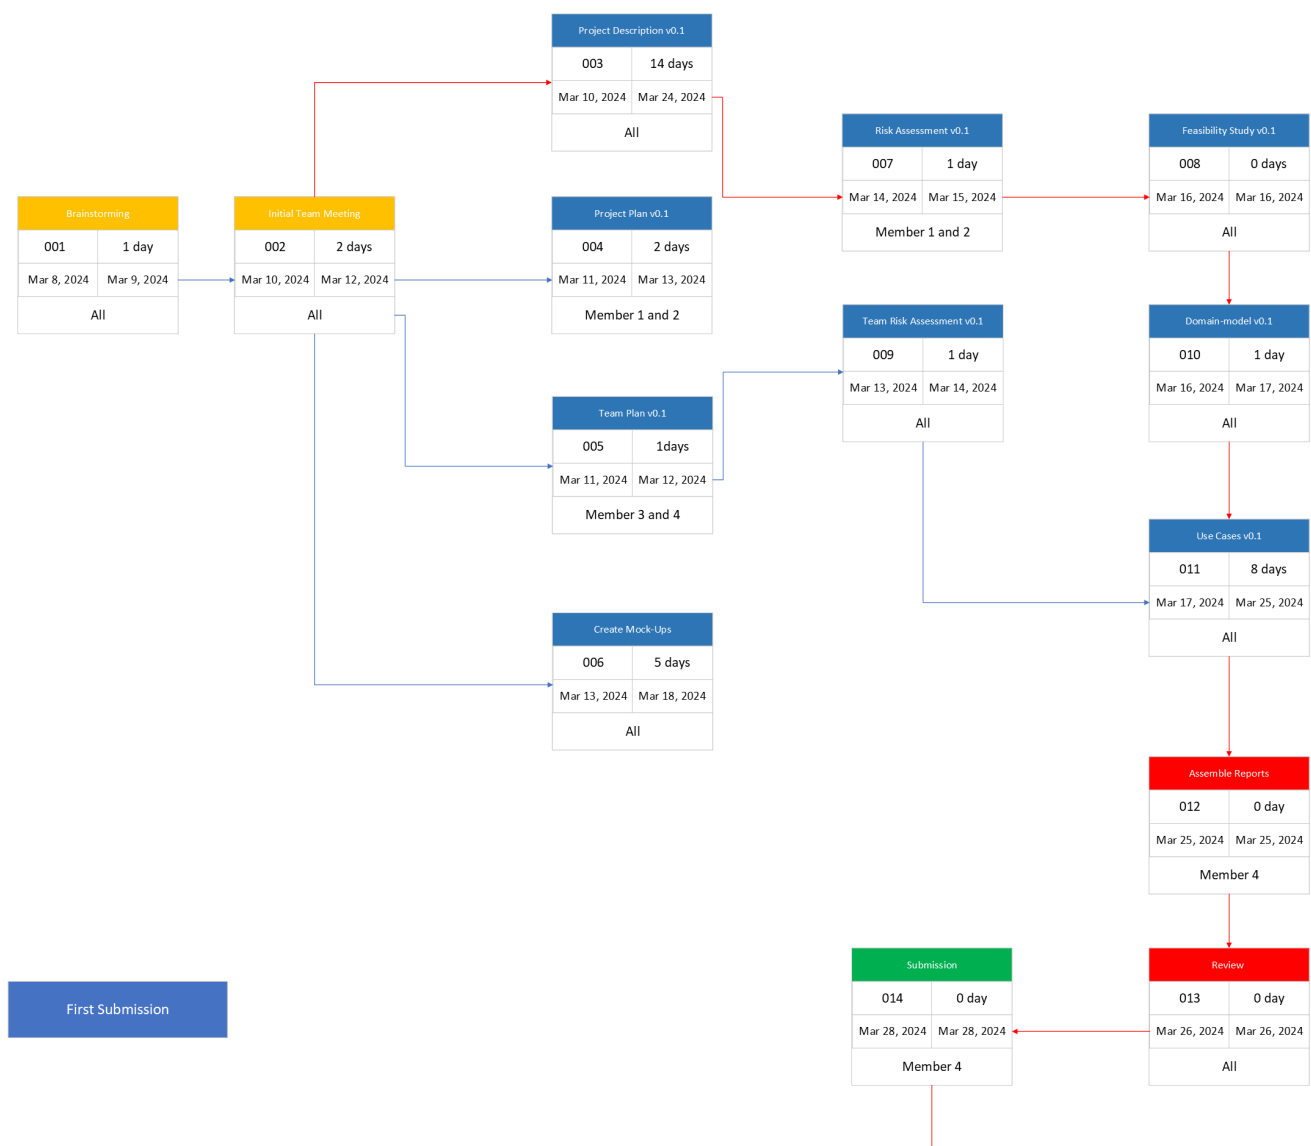 Project Description v0.1
003 14 days
Mar 10, 2024 Mar 24, 2024
All
Risk Assessment v0.1
007 1 day
Mar 14, 2024 Mar 15, 2024
Member 1 and 2
Feasibility Study v0.1
008 0 days
Mar 16, 2024 Mar 16, 2024
All
Brainstorming
001 1 day
Mar 8, 2024 Mar 9, 2024
All
Initial Team Meeting
002 2 days
Mar 10, 2024 Mar 12, 2024
All
Project Plan v0.1
004 2 days
Mar 11, 2024 Mar 13, 2024
Member 1 and 2
Team Risk Assessment v0.1
009 1 day
Mar 13, 2024 Mar 14, 2024
All
Domain-model v0.1
010 1 day
Mar 16, 2024 Mar 17, 2024
All
Team Plan v0.1
005 1days
Mar 11, 2024 Mar 12, 2024
Member 3 and 4
Use Cases v0.1
011 8 days
Mar 17, 2024 Mar 25, 2024
All
Create Mock-Ups
006 5 days
Mar 13, 2024 Mar 18, 2024
All
Assemble Reports
012 0 day
Mar 25, 2024 Mar 25, 2024
Member 4
Submission
014 0 day
Mar 28, 2024 Mar 28, 2024
Member 4
Review
013 0 day
Mar 26, 2024 Mar 26, 2024
All
First Submission